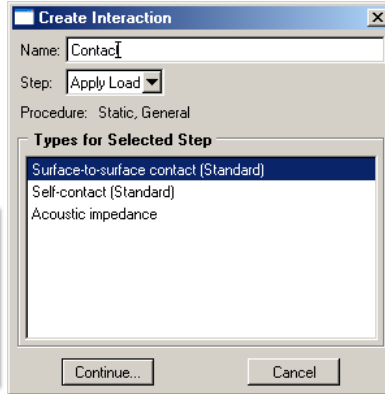 Create Interaction
Name: Contact
Step: Apply Load
Procedure: Static, General
Types for Selected Step
Surface-to-surface contact (Standard)
Self-contact (Standard)
Acoustic impedance
Continue... Cancel